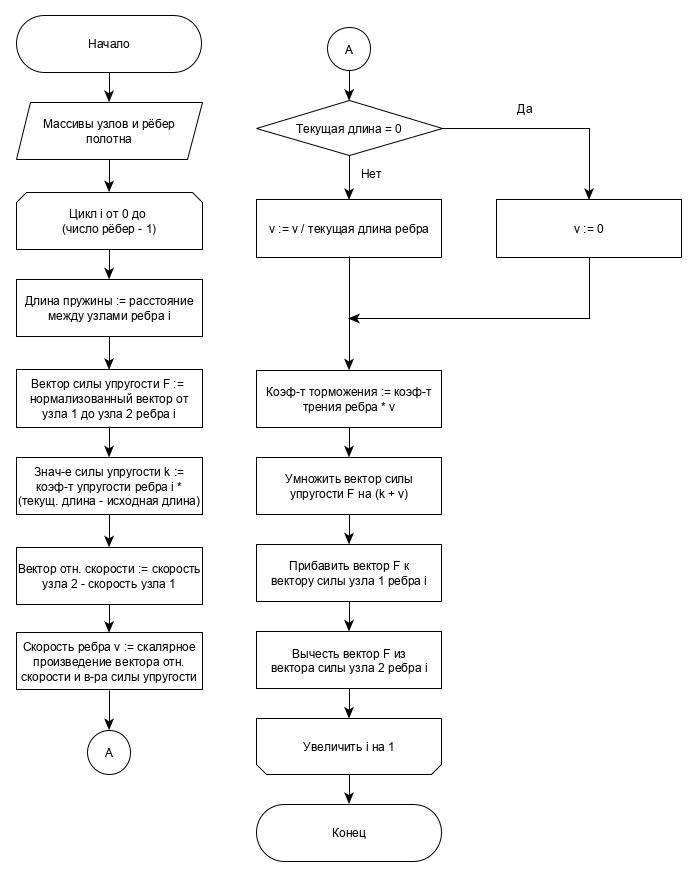 Начало
Массивы узлов и рёбер
полотна
Цикл i от 0 до
(число рёбер - 1)
Длина пружины := расстояние
между узлами ребра i
Вектор силы упругости F :=
нормализованный вектор от
узла 1 до узла 2 ребра i
Знач-е силы упругости k :=
коэф-т упругости ребра i *
(текущ. длина - исходная длина)
Вектор отн. скорости := скорость
узла 2 - скорость узла 1
Скорость ребра v := скалярное
произведение вектора отн.
скорости и в-ра силы упругости
А
А
Текущая длина = 0
Да
Нет
v := v / текущая длина ребра
v := 0
Коэф-т торможения := коэф-т
трения ребра * v
Умножить вектор силы
упругости F на (k + v)
Прибавить вектор F к
вектору силы узла 1 ребра i
Вычесть вектор F из
вектора силы узла 2 ребра i
Увеличить i на 1
Конец